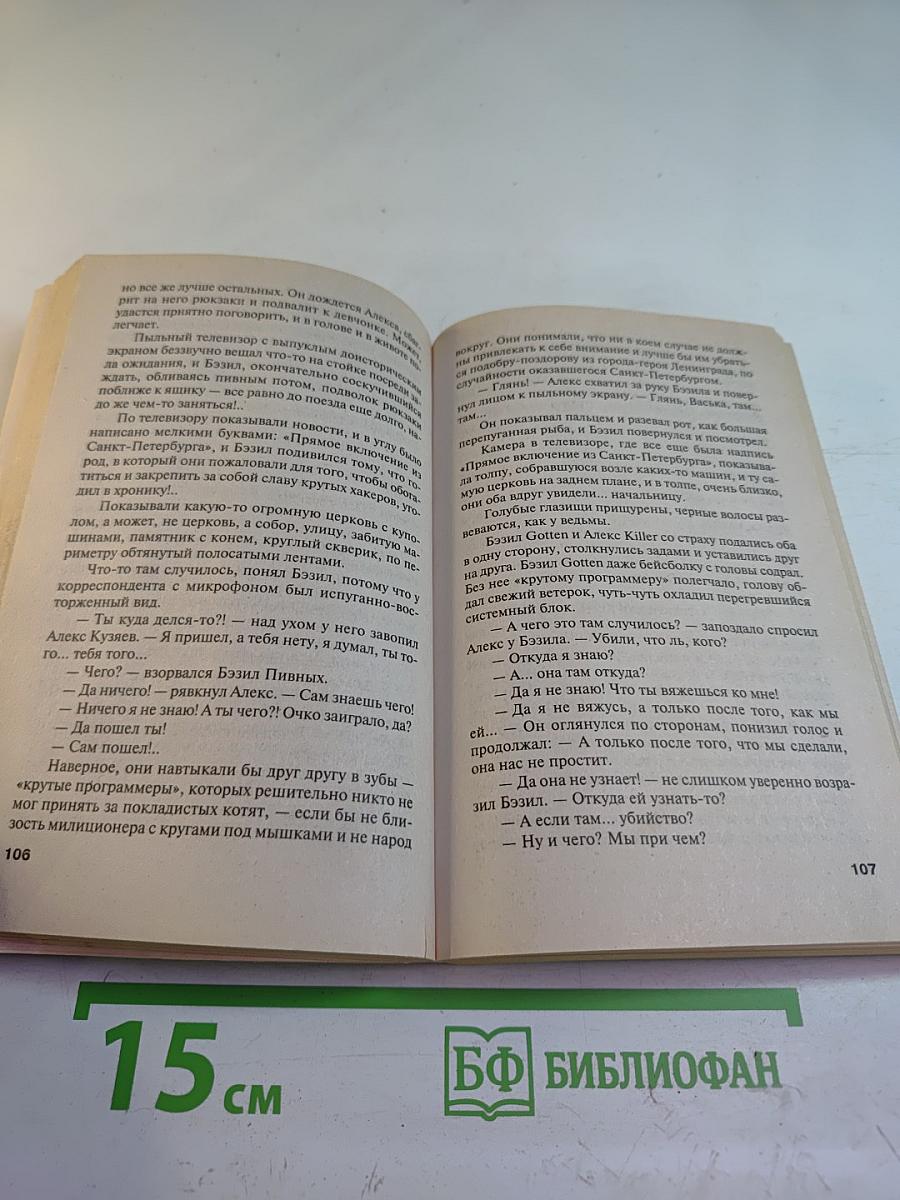 но все же лучше остальных. Он дождется Алекса, сва-
рит на него рюкзаки и подвалит к девчонке. Может,
удастся приятно поговорить, и в голове и в животе по-
легчает.
Пыльный телевизор с выпуклым доисторическим
экраном беззвучно вещал что-то на стойке посреди за-
ла ожидания, и Бэзил, окончательно соскучившийся
ждать, обливаясь пивным потом, подволок рюкзаки
поближе к ящику — все равно до поезда еще долго, на-
до же чем-то заняться!..
По телевизору показывали новости, и в углу было
написано мелкими буквами: «Прямое включение из
Санкт-Петербурга», и Бэзил подивился тому, что го-
род, в который они пожаловали для того, чтобы обога-
титься и закрепить за собой славу крутых хакеров, уго-
дил в хронику!..
Показывали какую-то огромную церковь с купо-
лом, а может, не церковь, а собор, улицу, забитую ма-
шинами, памятник с конем, круглый скверик, по пе-
риметру обтянутый полосатыми лентами.
Что-то там случилось, понял Бэзил, потому что у
корреспондента с микрофоном был испуганно-вос-
торженный вид.
— Ты куда делся-то?! — над ухом у него завопил
Алекс Кузяев. — Я пришел, а тебя нету, я думал, ты то-
го... тебя того...
— Чего? — взорвался Бэзил Пивных.
— Да ничего! — рявкнул Алекс. — Сам знаешь чего!
— Ничего я не знаю! А ты чего?! Очко заиграло, да?
— Да пошел ты!
— Сам пошел!..
Наверное, они навтыкали бы друг другу в зубы —
«крутые программеры», которых решительно никто не
мог принять за покладистых котят, — если бы не бли-
зость милиционера с кругами под мышками и не народ
106
вокруг. Они понимали, что ни в коем случае не долж-
ны привлекать к себе внимание и лучше бы им убрать-
ся подобру-поздорову из города-героя Ленинграда, по
случайности оказавшегося Санкт-Петербургом.
— Глянь! — Алекс схватил за руку Бэзила и повер-
нул лицом к пыльному экрану. — Глянь, Васька, там...
там...
Он показывал пальцем и разевал рот, как большая
перепуганная рыба, и Бэзил повернулся и посмотрел.
Камера в телевизоре, где все еще была надпись
«Прямое включение из Санкт-Петербурга», показыва-
ла толпу, собравшуюся возле каких-то машин, и ту са-
мую церковь на заднем плане, и в толпе, очень близко,
они оба вдруг увидели... начальницу.
Голубые глазищи прищурены, черные волосы раз-
веваются, как у ведьмы.
Бэзил Gotten и Алекс Killer со страху подались оба
в одну сторону, столкнулись задами и уставились друг
на друга. Бэзил Gotten даже бейсболку с головы содрал.
Без нее «крутому программеру» полегчало, голову об-
дал свежий ветерок, чуть-чуть охладил перегревшийся
системный блок.
— А чего это там случилось? — запоздало спросил
Алекс у Бэзила. — Убили, что ль, кого?
— Откуда я знаю?
— А... она там откуда?
— Да я не знаю! Что ты вяжешься ко мне!
— Да я не вяжусь, а только после того, как мы
ей... — Он оглянулся по сторонам, понизил голос и
продолжал: — А только после того, что мы сделали,
она нас не простит.
— Да она не узнает! — не слишком уверенно возра-
зил Бэзил. — Откуда ей узнать-то?
— А если там... убийство?
— Ну и чего? Мы при чем?
107
15 см
БФ БИБЛИОФАН